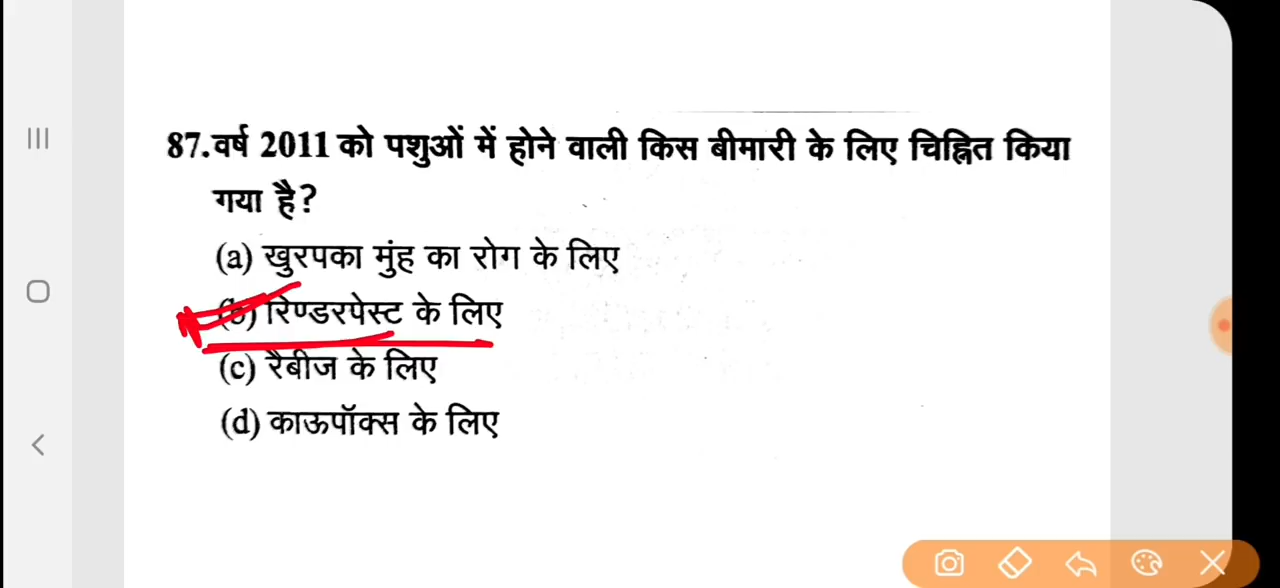 87.वर्ष 2011 को पशुओं में होने वाली किस बीमारी के लिए चिह्नित किया
गया है?
(a) खुरपका मुंह का रोग के लिए
(b) रिण्डरपेस्ट के लिए
(c) रैबीज के लिए
(d) काऊपॉक्स के लिए